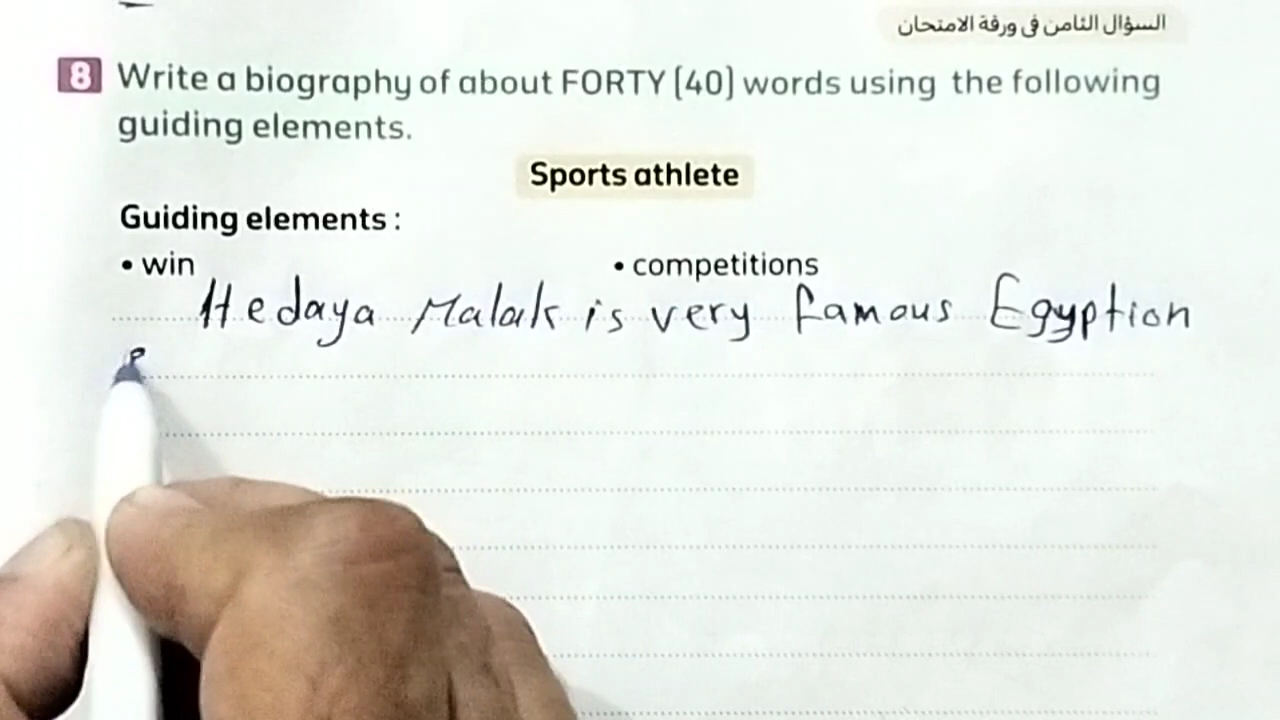 السؤال الثامن فى ورقة الامتحان
8 Write a biography of about FORTY (40) words using the following
guiding elements.
Sports athlete
Guiding elements :
• win • competitions
Hedaya Malak is very famous Egyption